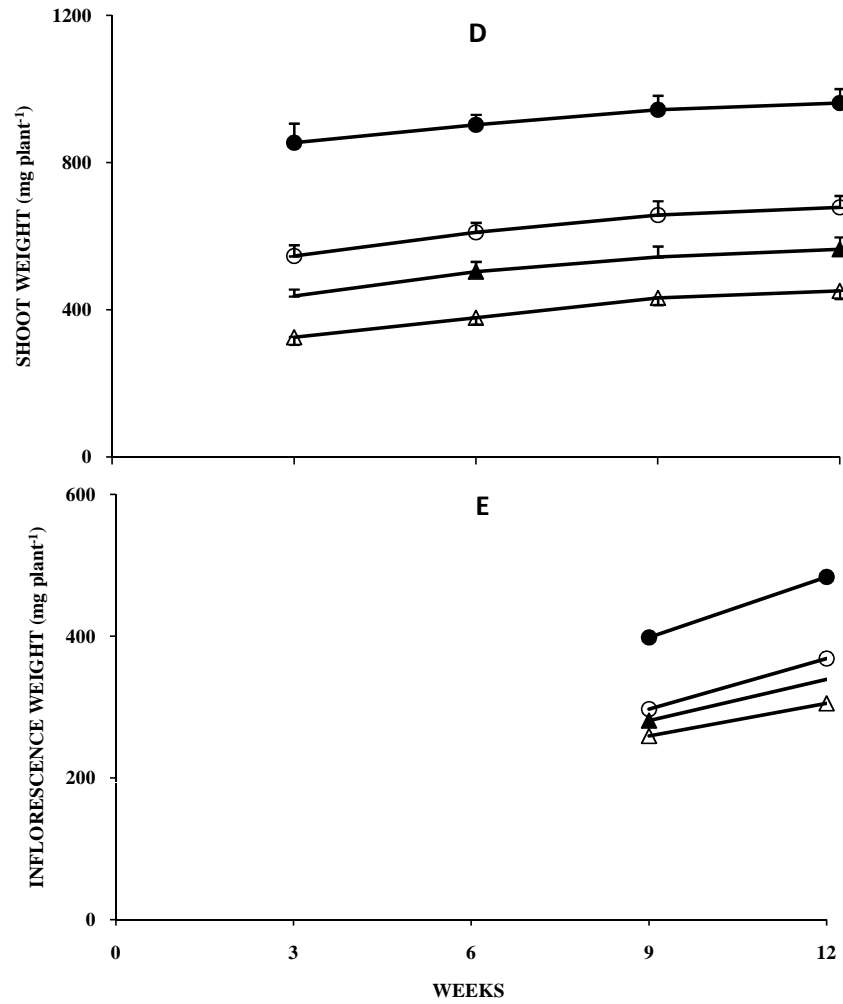 D
SHOOT WEIGHT (mg plant⁻¹)
1200
800
400
0
E
INFLORESCENCE WEIGHT (mg plant⁻¹)
600
400
200
0
0 3 6 9 12
WEEKS